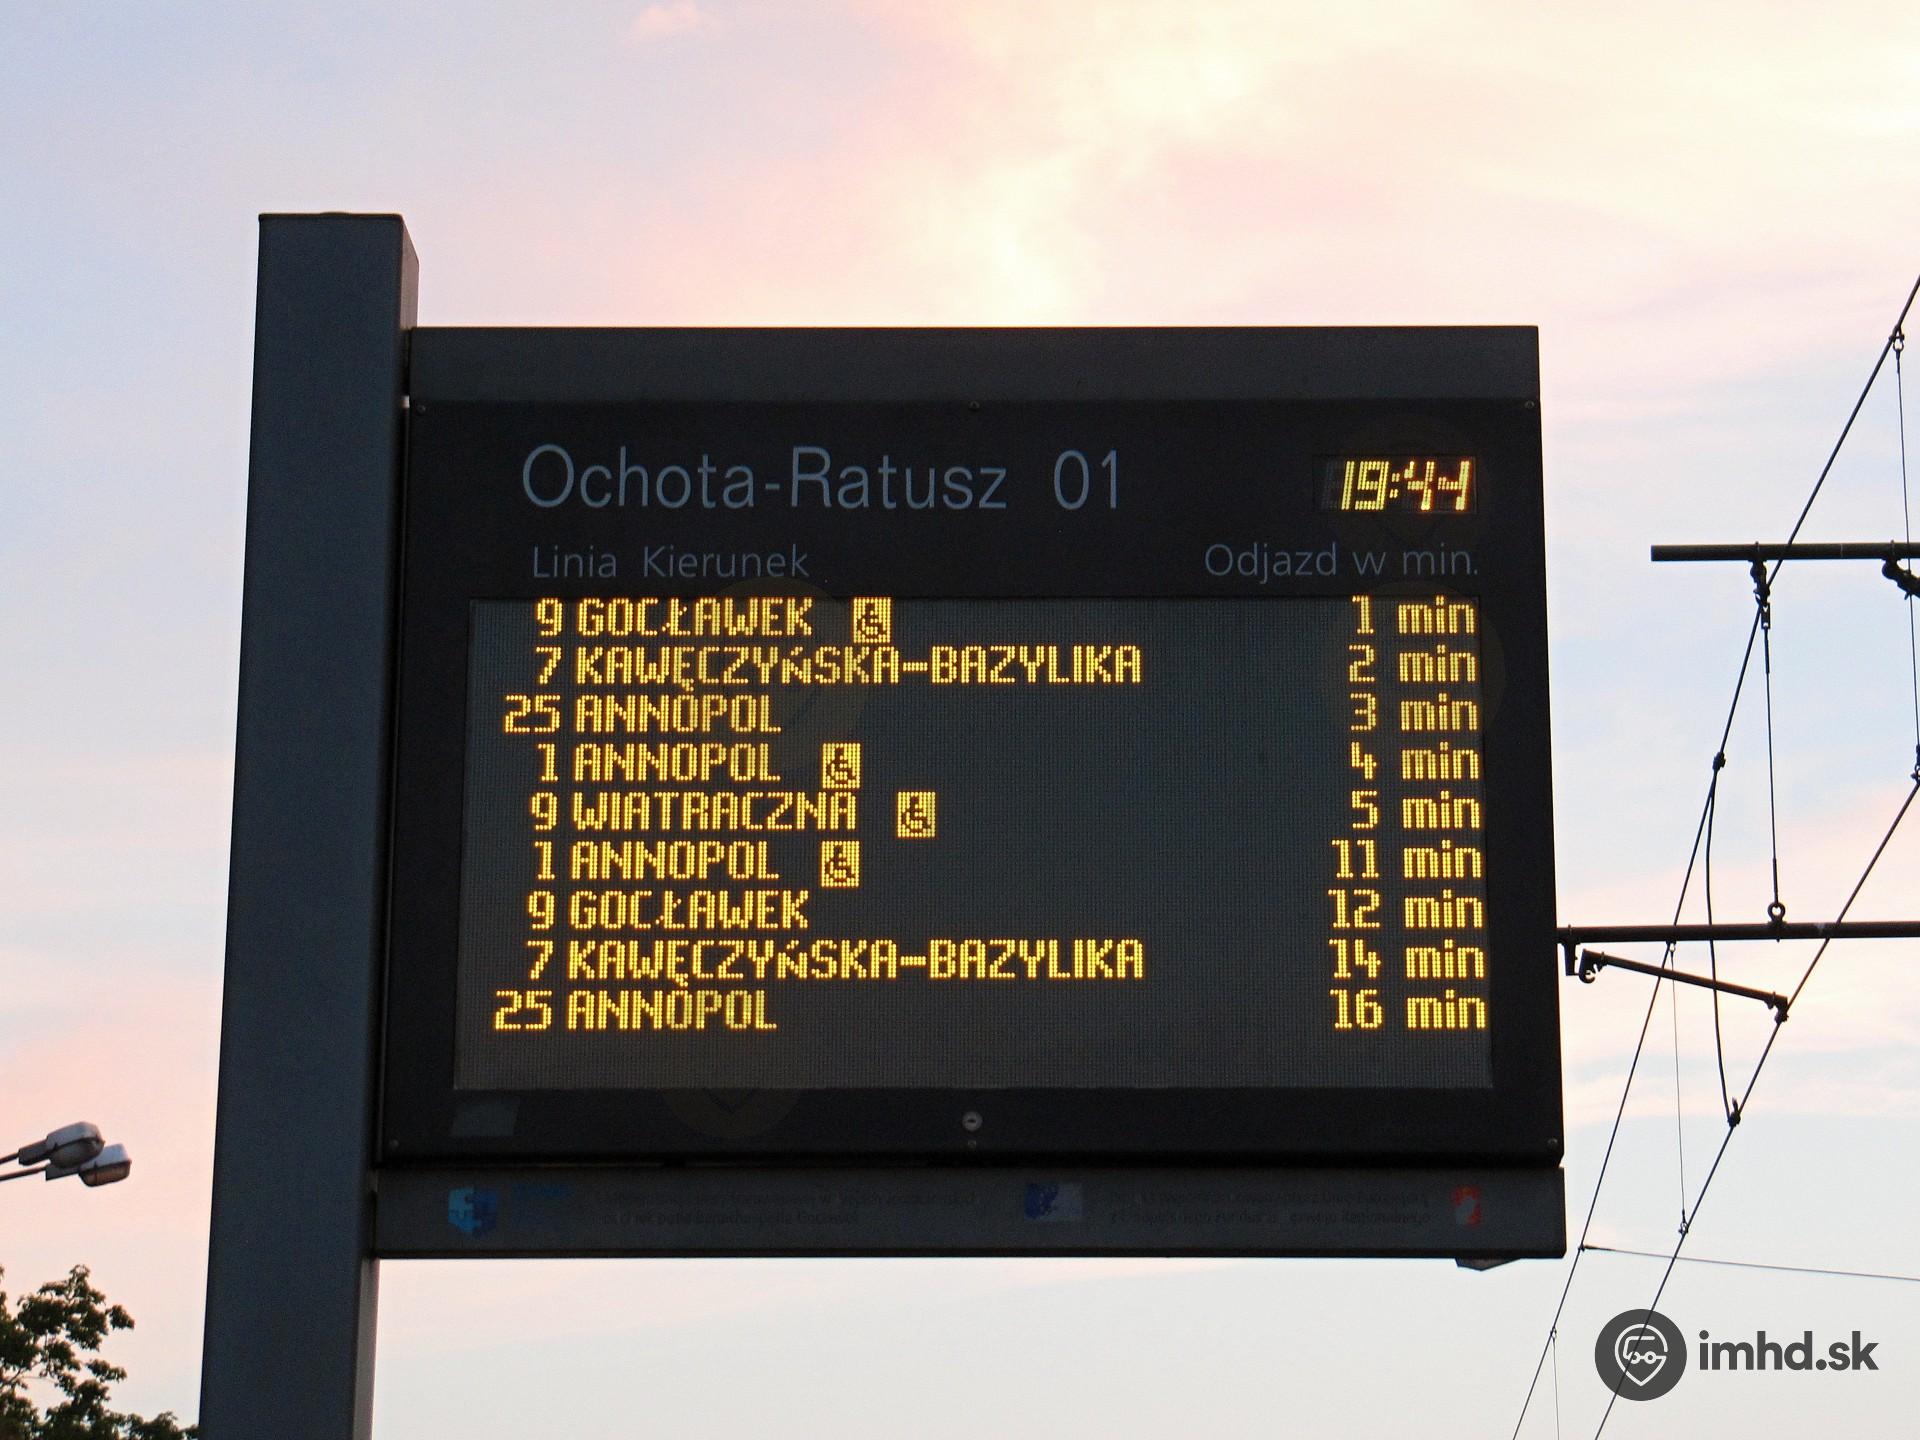 Ochota-Ratusz 01 19:44
Linia Kierunek Odjazd w min.
9 GOCŁAWEK 1 min
7 KAWĘCZYŃSKA-BAZYLIKA 2 min
25 ANNOPOL 3 min
1 ANNOPOL 4 min
9 WIATRACZNA 5 min
1 ANNOPOL 11 min
9 GOCŁAWEK 12 min
7 KAWĘCZYŃSKA-BAZYLIKA 14 min
25 ANNOPOL 16 min
imhd.sk